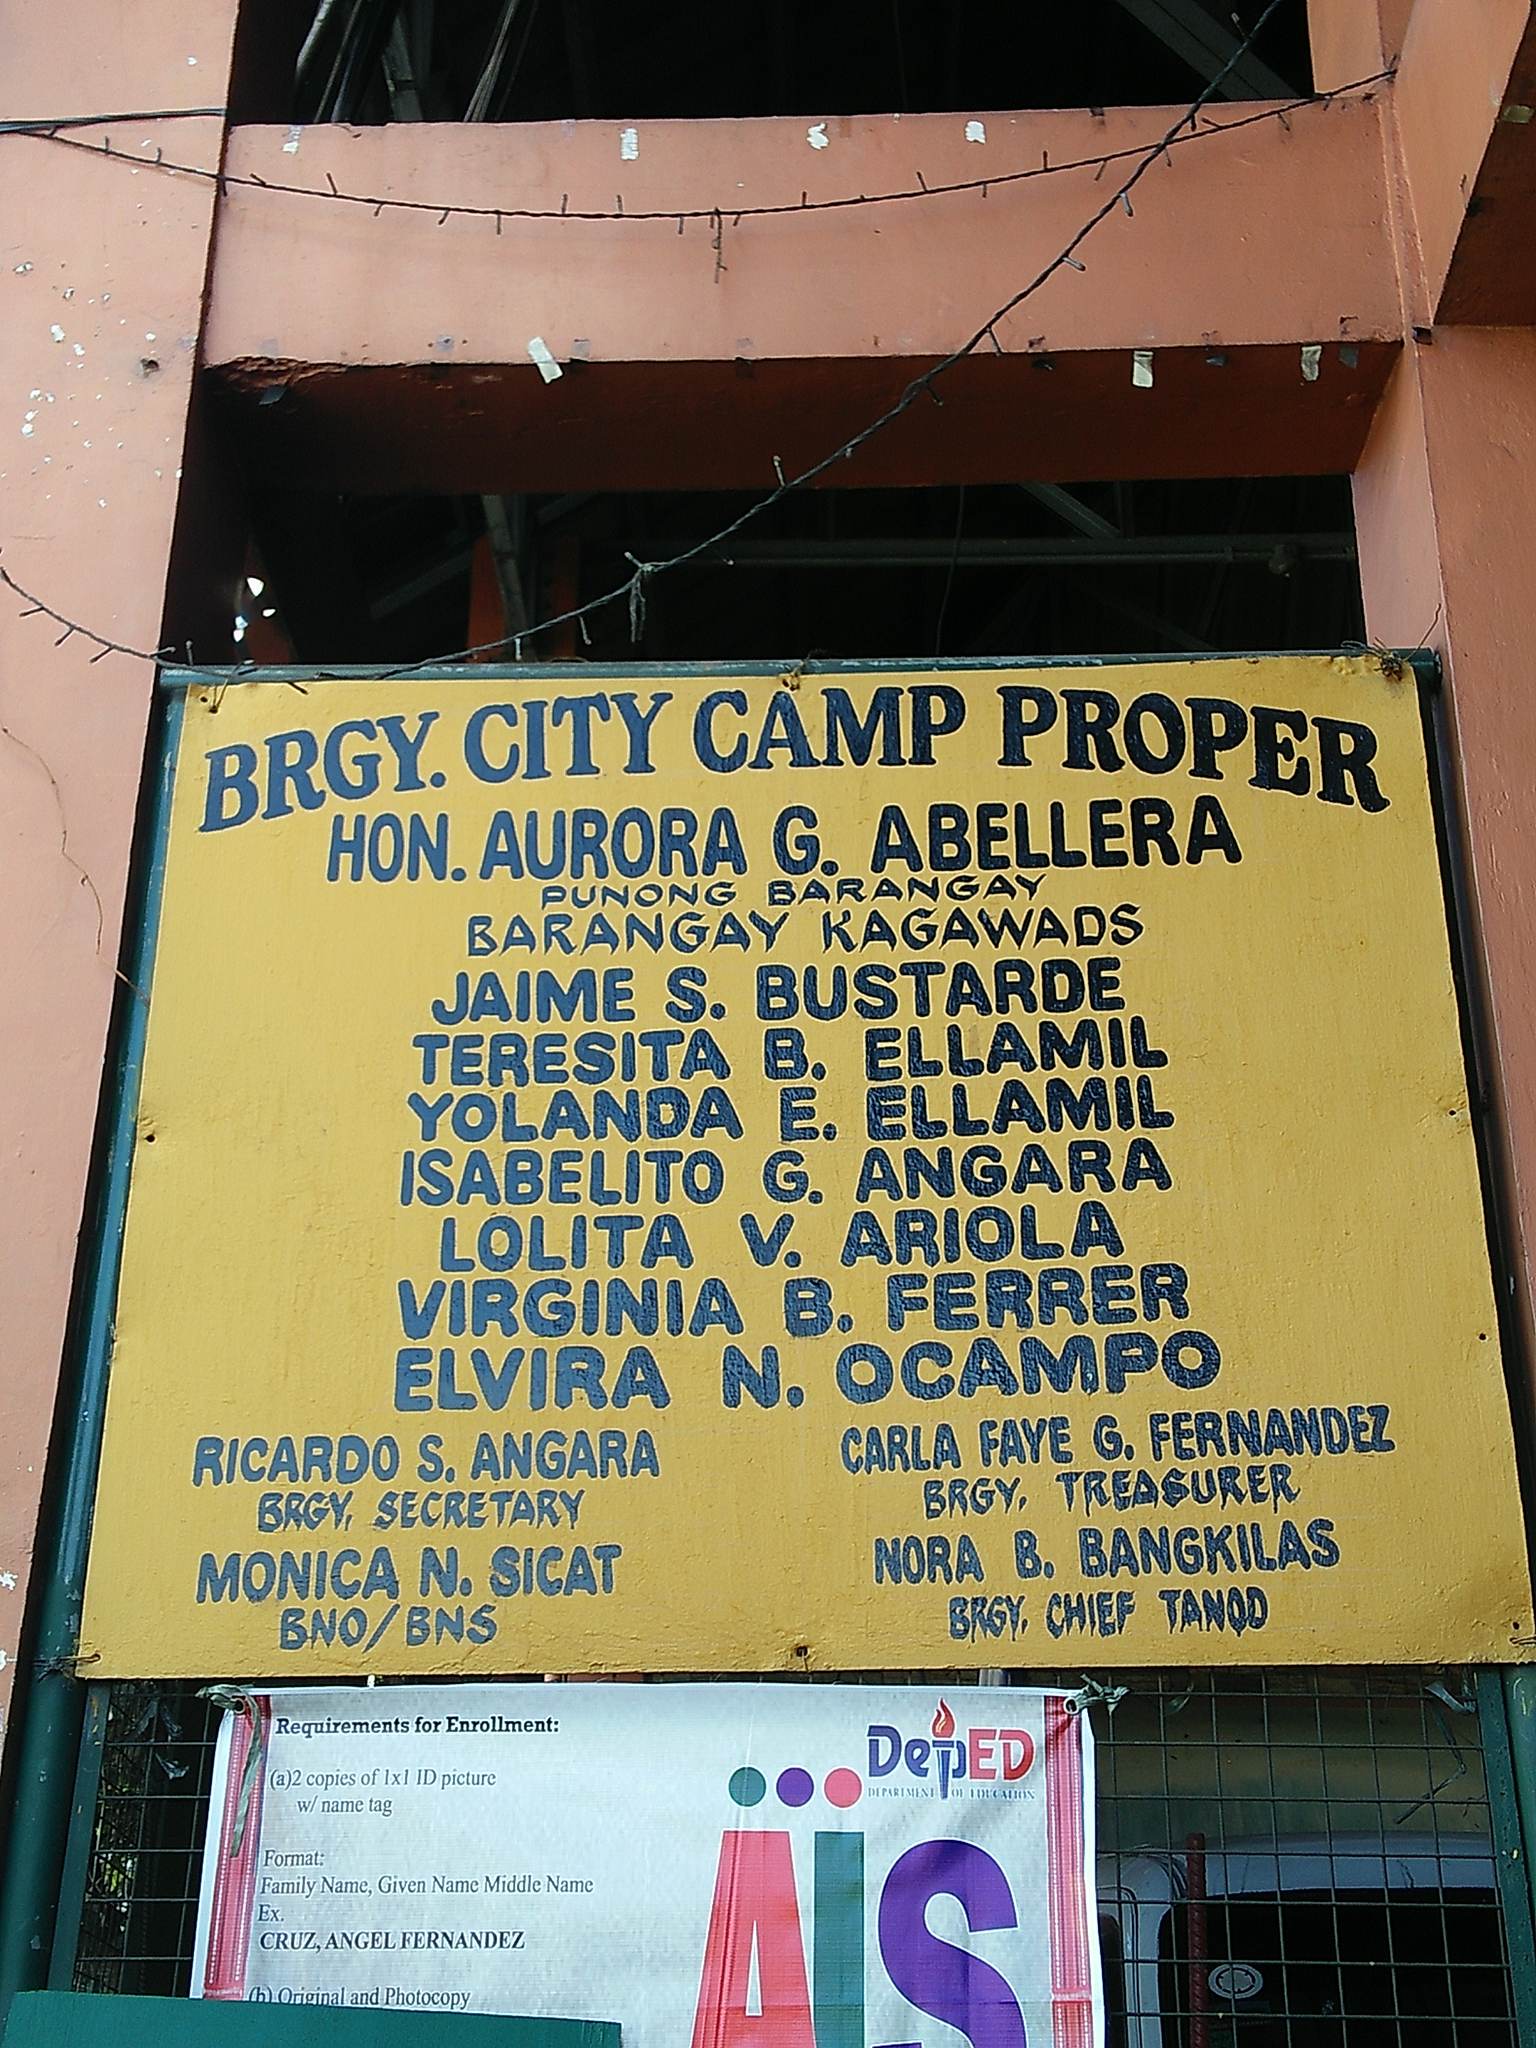 BRGY. CITY CAMP PROPER
HON. AURORA G. ABELLERA
PUNONG BARANGAY
BARANGAY KAGAWADS
JAIME S. BUSTARDE
TERESITA B. ELLAMIL
YOLANDA E. ELLAMIL
ISABELITO G. ANGARA
LOLITA V. ARIOLA
VIRGINIA B. FERRER
ELVIRA N. OCAMPO
RICARDO S. ANGARA
BRGY. SECRETARY
MONICA N. SICAT
BNO/BNS
CARLA FAYE G. FERNANDEZ
BRGY. TREASURER
NORA B. BANGKILAS
BRGY. CHIEF TANOD
Requirements for Enrollment:
(a)2 copies of 1x1 ID picture
w/ name tag
Format:
Family Name, Given Name Middle Name
Ex.
CRUZ, ANGEL FERNANDEZ
(b) Original and Photocopy
DepED
DEPARTMENT OF EDUCATION
ALS